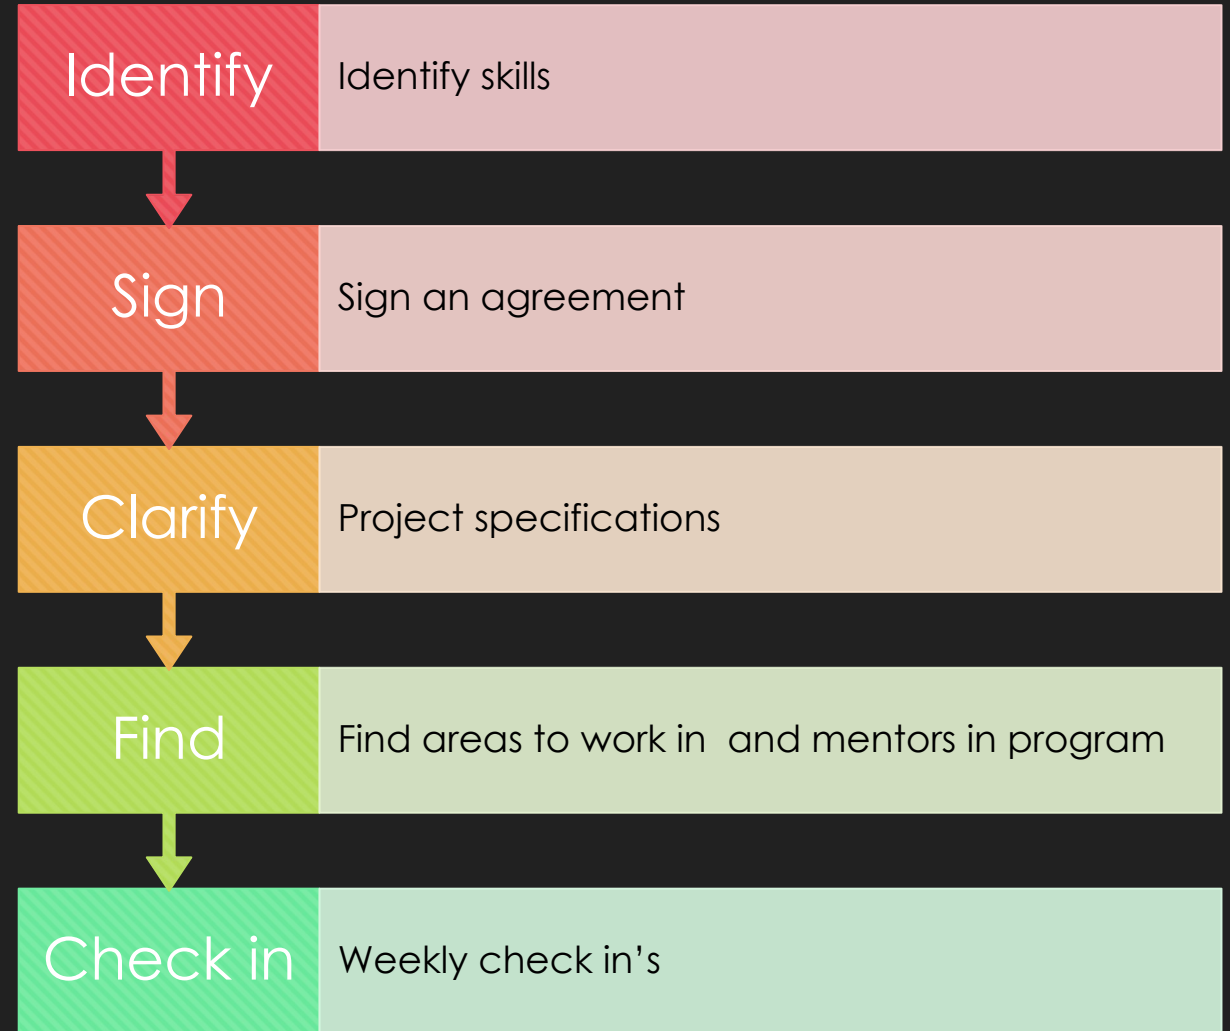 Identify
Identify skills
Sign
Sign an agreement
Clarify
Project specifications
Find
Find areas to work in  and mentors in program
Check in
Weekly check in’s